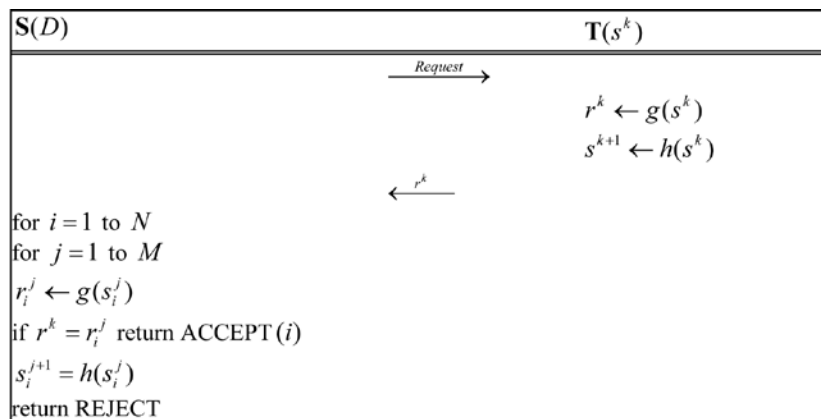 S(D) T(s^k)
Request
r^k ← g(s^k)
s^{k+1} ← h(s^k)
r^k
for i = 1 to N
for j = 1 to M
r_i^j ← g(s_i^j)
if r^k = r_i^j return ACCEPT(i)
s_i^{j+1} = h(s_i^j)
return REJECT